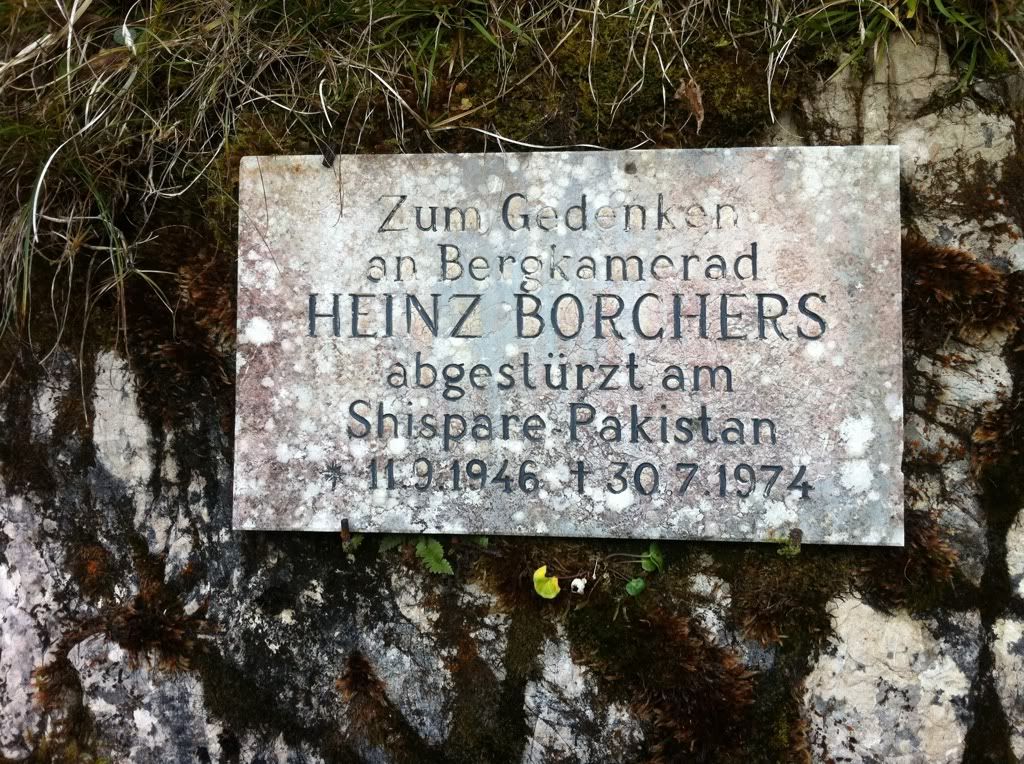 Zum Gedenken
an Bergkamerad
HEINZ BORCHERS
abgestürzt am
Shispare-Pakistan
* 11.9.1946 † 30.7.1974